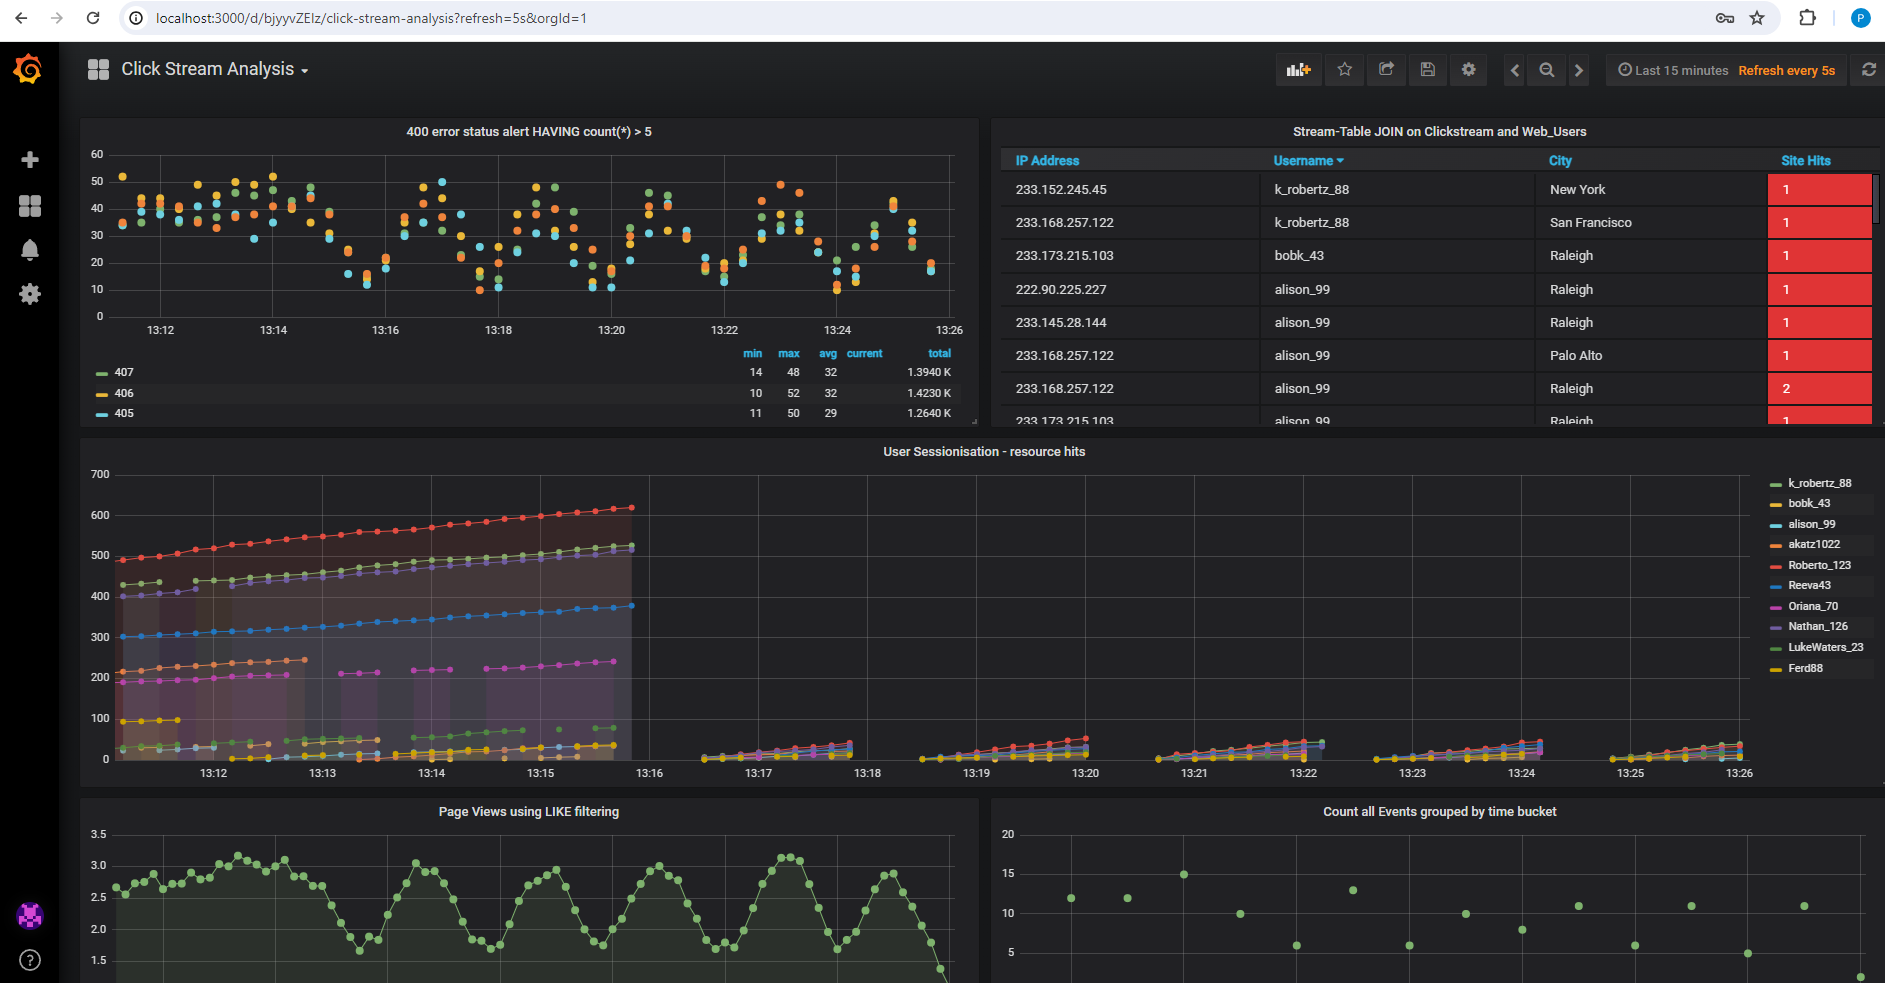 localhost:3000/d/bjyyvZElz/click-stream-analysis?refresh=5s&orgId=1
P
Click Stream Analysis
Last 15 minutes Refresh every 5s
400 error status alert HAVING count(*) > 5
60
50
40
30
20
10
0
13:12 13:14 13:16 13:18 13:20 13:22 13:24 13:26
min max avg current total
407 14 48 32 1.3940 K
406 10 52 32 1.4230 K
405 11 50 29 1.2640 K
Stream-Table JOIN on Clickstream and Web_Users
IP Address Username City Site Hits
233.152.245.45 k_robertz_88 New York 1
233.168.257.122 k_robertz_88 San Francisco 1
233.173.215.103 bobk_43 Raleigh 1
222.90.225.227 alison_99 Raleigh 1
233.145.28.144 alison_99 Raleigh 1
233.168.257.122 alison_99 Palo Alto 1
233.168.257.122 alison_99 Raleigh 2
233.173.215.103 alison_99 Raleigh 1
User Sessionisation - resource hits
700
600
500
400
300
200
100
0
13:12 13:13 13:14 13:15 13:16 13:17 13:18 13:19 13:20 13:21 13:22 13:23 13:24 13:25 13:26
k_robertz_88
bobk_43
alison_99
akatz1022
Roberto_123
Reeva43
Oriana_70
Nathan_126
LukeWaters_23
Ferd88
Page Views using LIKE filtering
3.5
3.0
2.5
2.0
1.5
Count all Events grouped by time bucket
20
15
10
5